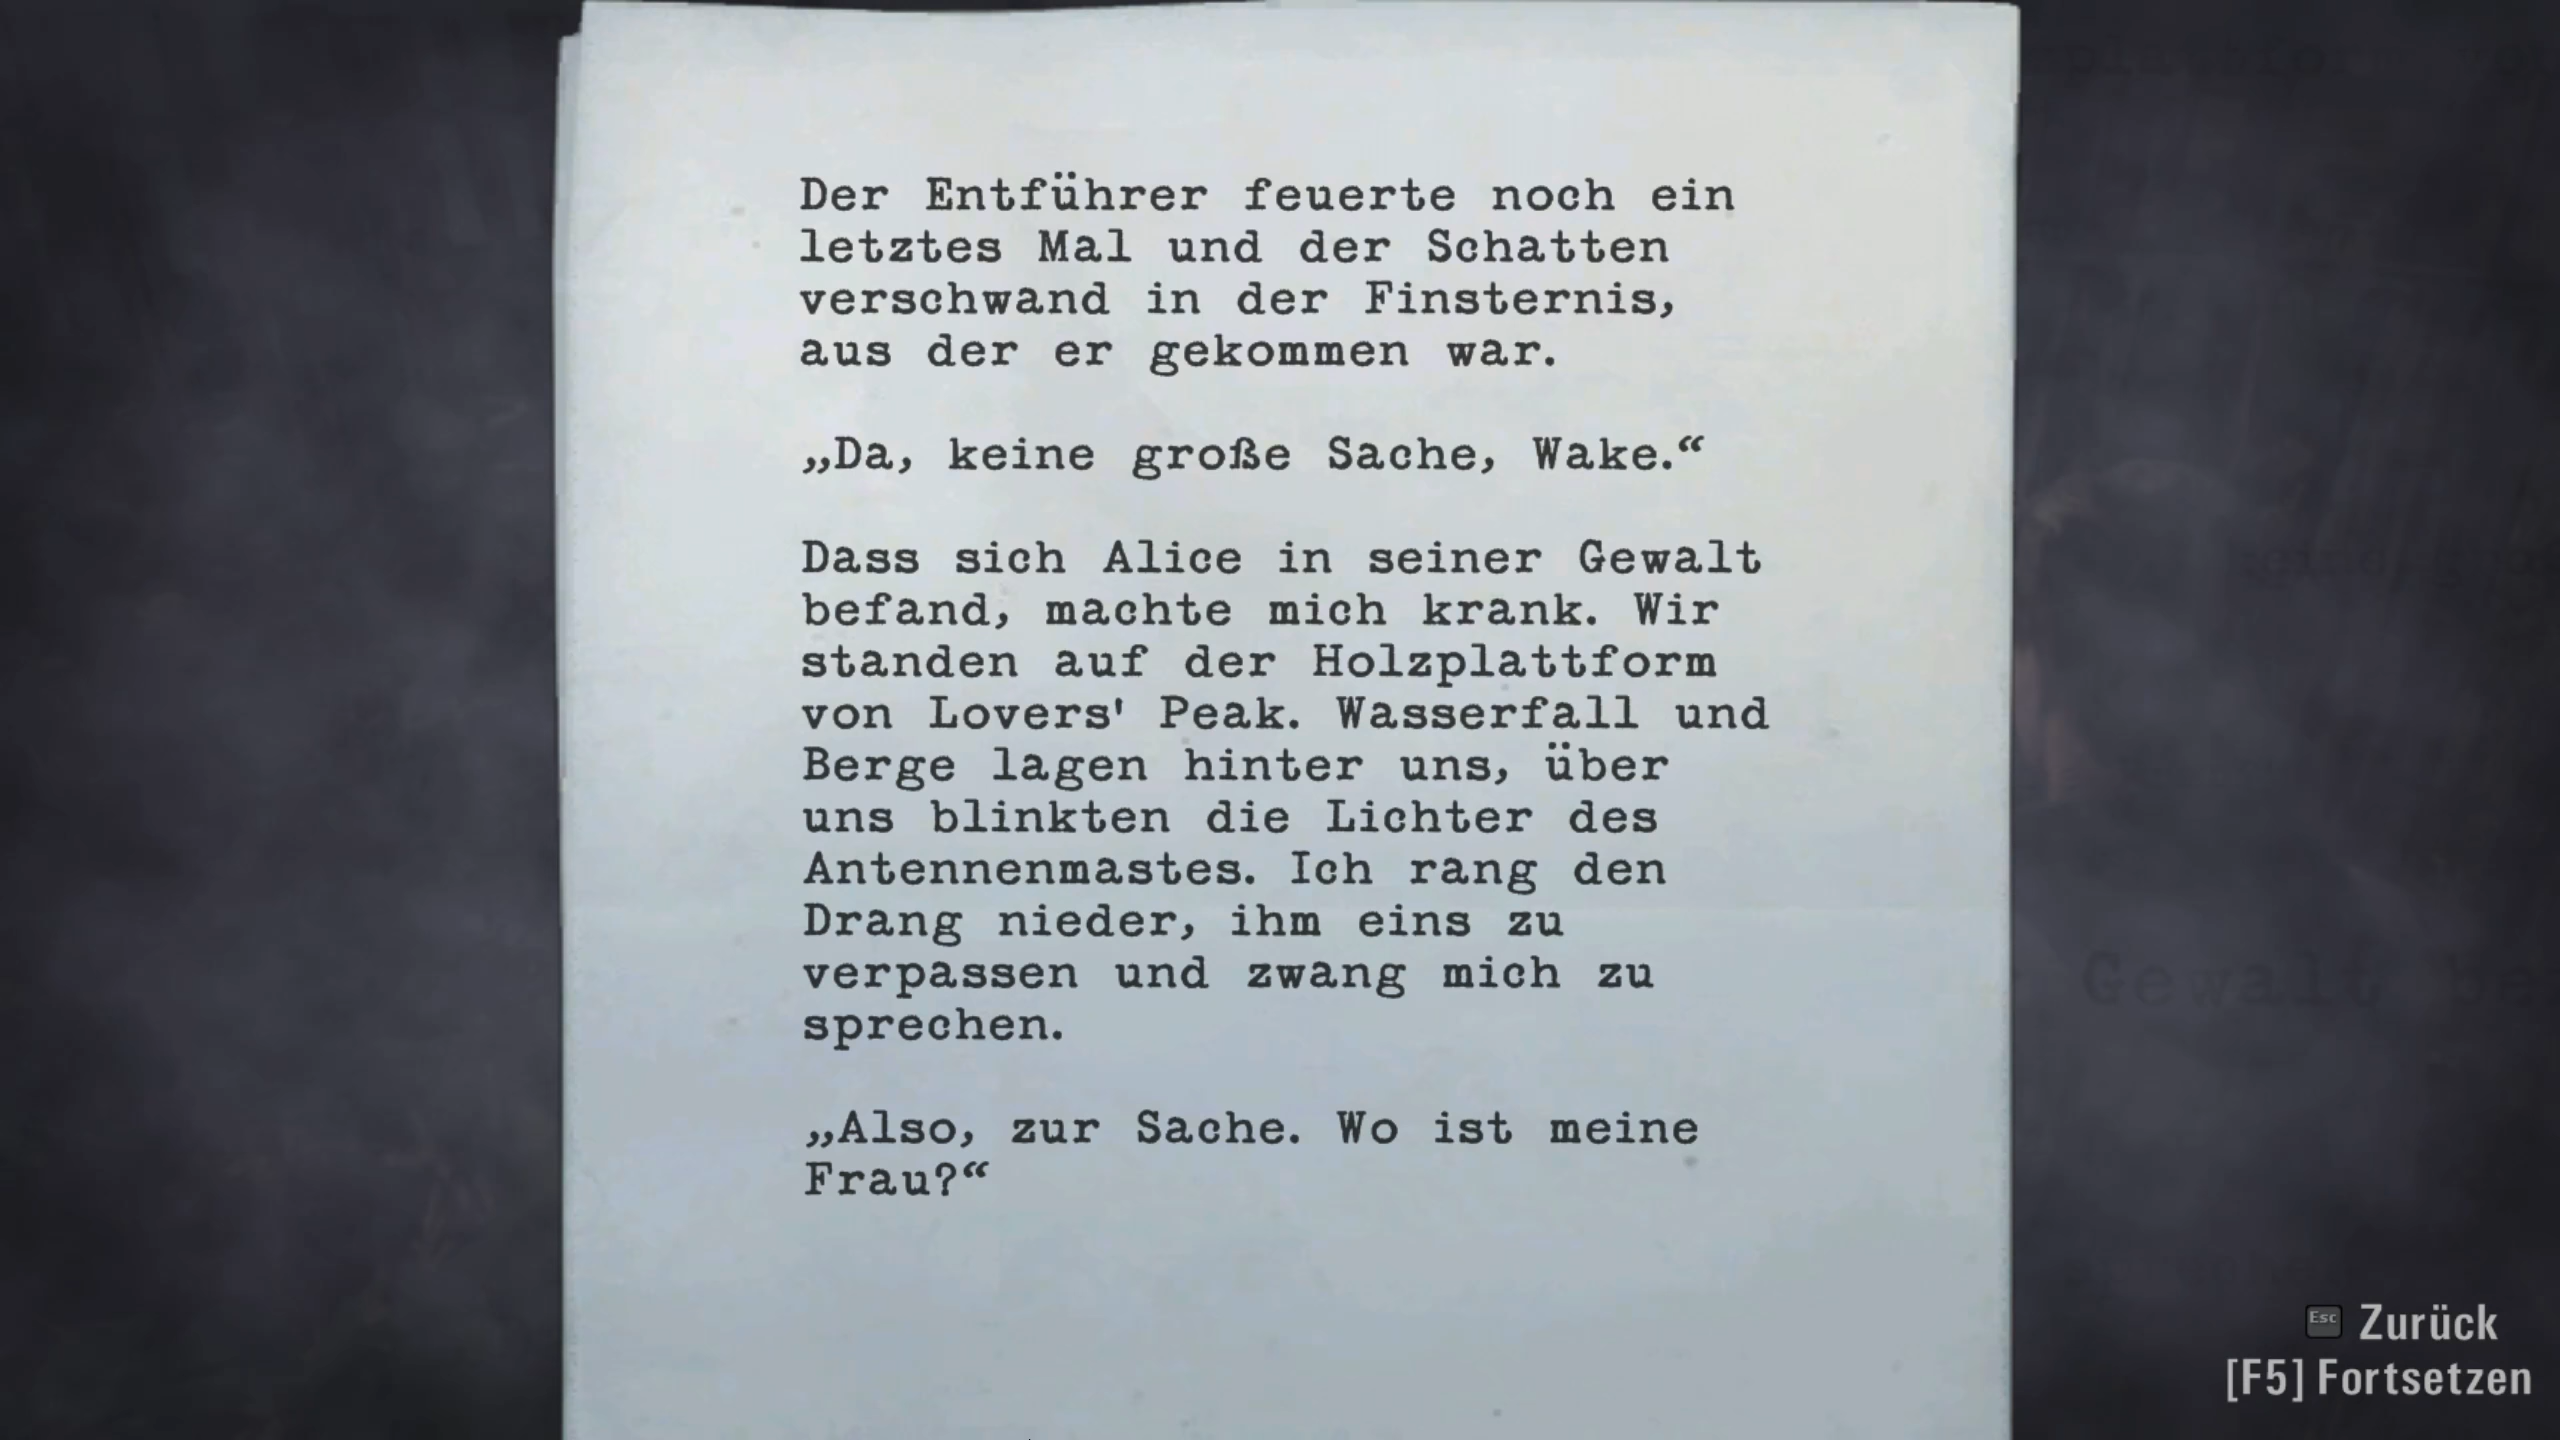 Der Entführer feuerte noch ein
letztes Mal und der Schatten
verschwand in der Finsternis,
aus der er gekommen war.
„Da, keine große Sache, Wake.“
Dass sich Alice in seiner Gewalt
befand, machte mich krank. Wir
standen auf der Holzplattform
von Lovers' Peak. Wasserfall und
Berge lagen hinter uns, über
uns blinkten die Lichter des
Antennenmastes. Ich rang den
Drang nieder, ihm eins zu
verpassen und zwang mich zu
sprechen.
„Also, zur Sache. Wo ist meine
Frau?“
Esc Zurück
[F5] Fortsetzen
Gewalt